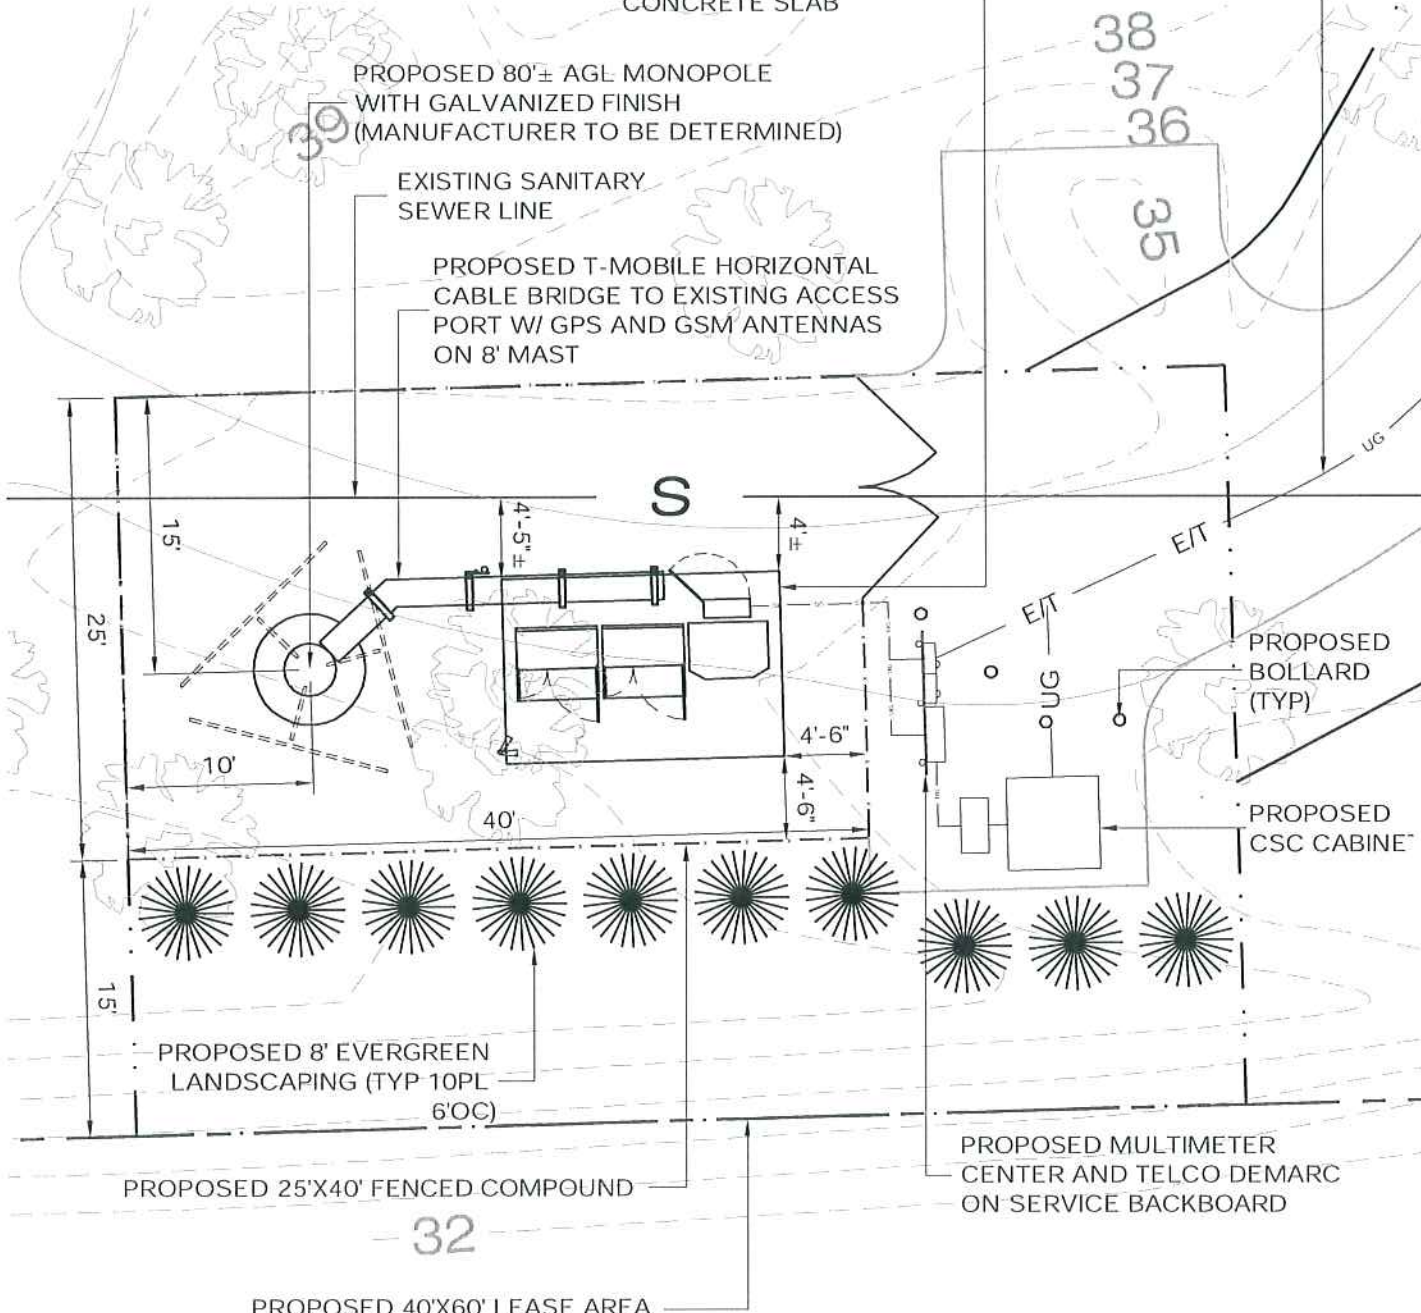 CONCRETE SLAB
38
37
36
35
39
PROPOSED 80'± AGL MONOPOLE
WITH GALVANIZED FINISH
(MANUFACTURER TO BE DETERMINED)
EXISTING SANITARY
SEWER LINE
PROPOSED T-MOBILE HORIZONTAL
CABLE BRIDGE TO EXISTING ACCESS
PORT W/ GPS AND GSM ANTENNAS
ON 8' MAST
UG
S
15'
4'-5"±
4'±
E/T
E/T
25'
UG
PROPOSED
BOLLARD
(TYP)
4'-6"
10'
4'-6"
40'
PROPOSED
CSC CABINET
15'
PROPOSED 8' EVERGREEN
LANDSCAPING (TYP 10PL
6'OC)
PROPOSED MULTIMETER
CENTER AND TELCO DEMARC
ON SERVICE BACKBOARD
PROPOSED 25'X40' FENCED COMPOUND
32
PROPOSED 40'X60' LEASE AREA